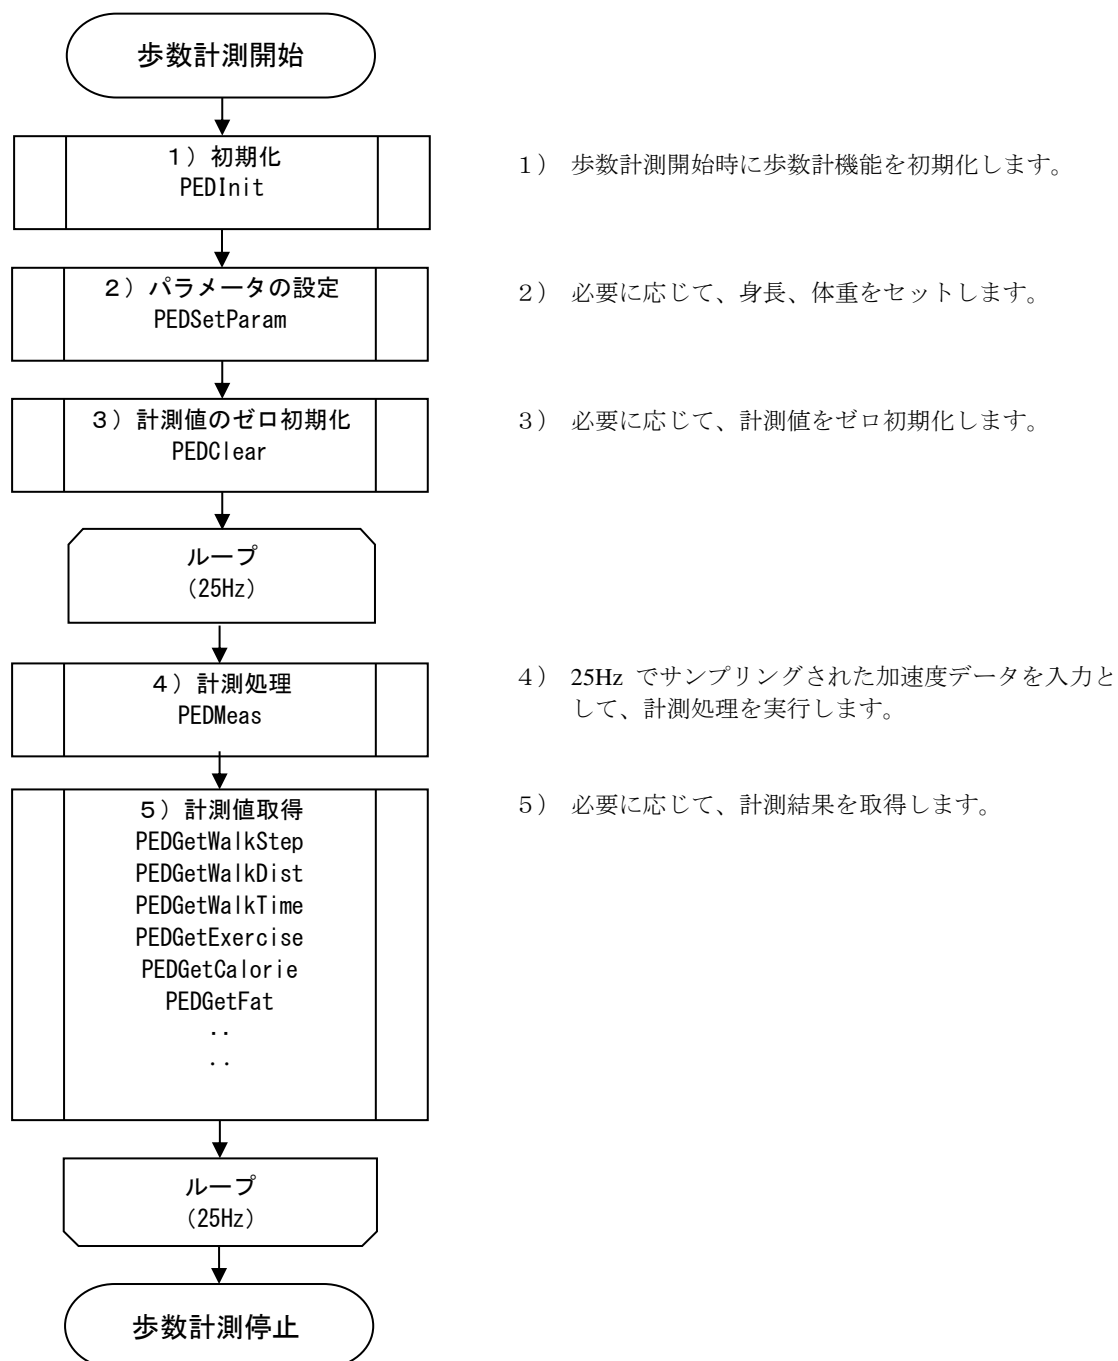 歩数計測開始
1）初期化
PEDInit
1） 歩数計測開始時に歩数計機能を初期化します。
2）パラメータの設定
PEDSetParam
2） 必要に応じて、身長、体重をセットします。
3）計測値のゼロ初期化
PEDClear
3） 必要に応じて、計測値をゼロ初期化します。
ループ
(25Hz)
4）計測処理
PEDMeas
4） 25Hz でサンプリングされた加速度データを入力と
して、計測処理を実行します。
5）計測値取得
PEDGetWalkStep
PEDGetWalkDist
PEDGetWalkTime
PEDGetExercise
PEDGetCalorie
PEDGetFat
..
..
5） 必要に応じて、計測結果を取得します。
ループ
(25Hz)
歩数計測停止